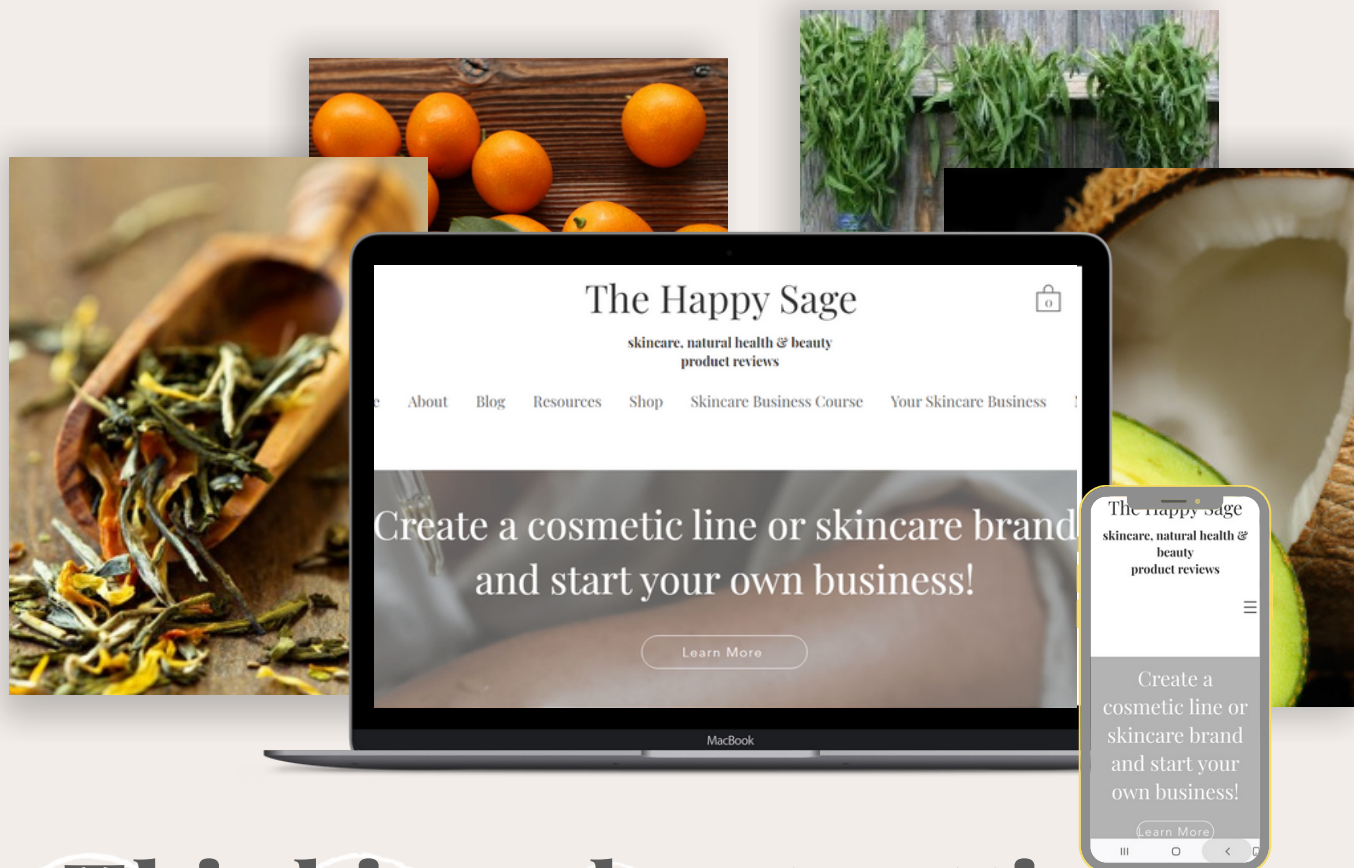 The Happy Sage
0
skincare, natural health & beauty
product reviews
About Blog Resources Shop Skincare Business Course Your Skincare Business
Create a cosmetic line or skincare brand
and start your own business!
Learn More
MacBook
The Happy Sage
skincare, natural health &
beauty
product reviews
Create a
cosmetic line or
skincare brand
and start your
own business!
Learn More